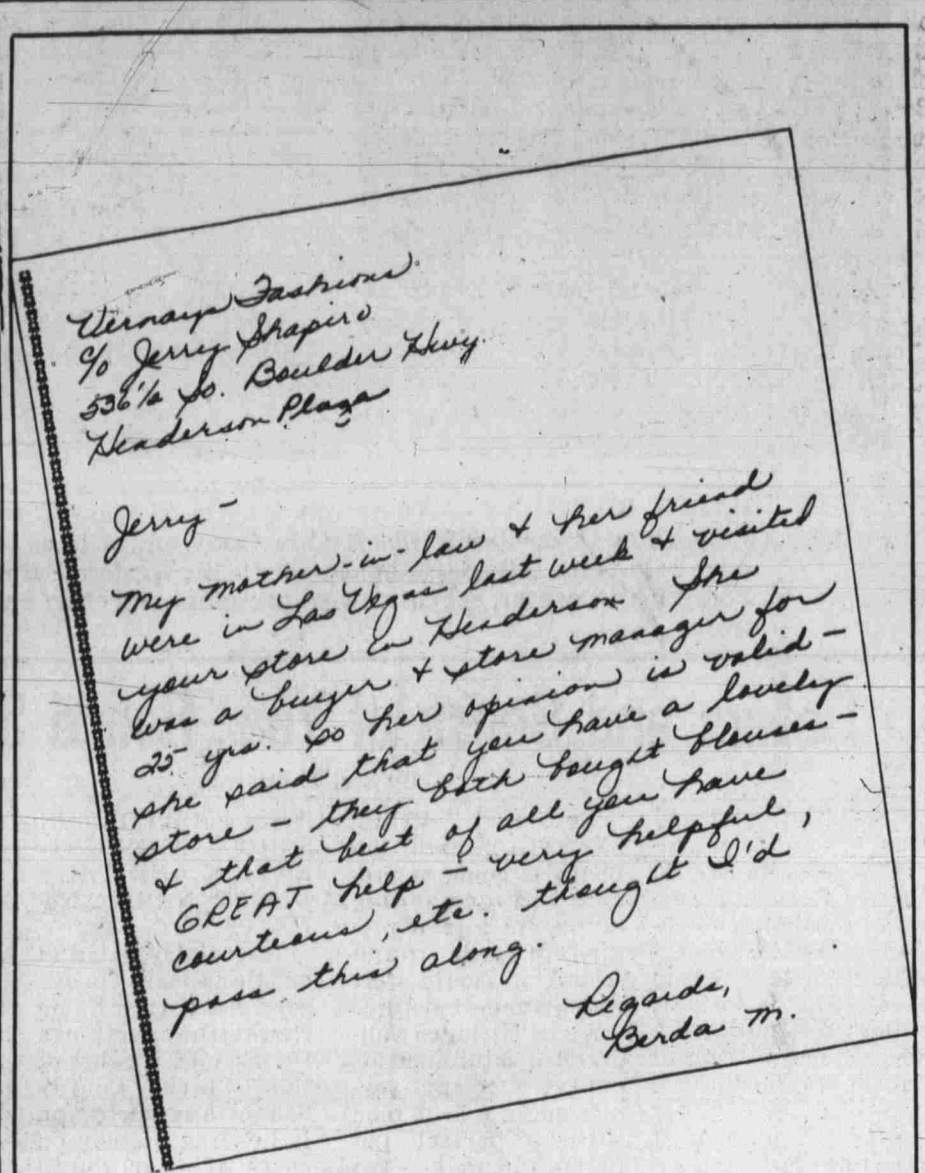 Vernays Fashions
c/o Jerry Shapiro
536 1/2 So. Boulder Hwy.
Henderson Plaza
Jerry -
My mother-in-law & her friend
were in Las Vegas last week & visited
your store in Henderson She
was a buyer & store manager for
25 yrs. so her opinion is valid -
she said that you have a lovely
store - they both bought blouses -
& that best of all you have
GREAT help - very helpful,
courteous, etc. thought I'd
pass this along.
Regards,
Berda M.